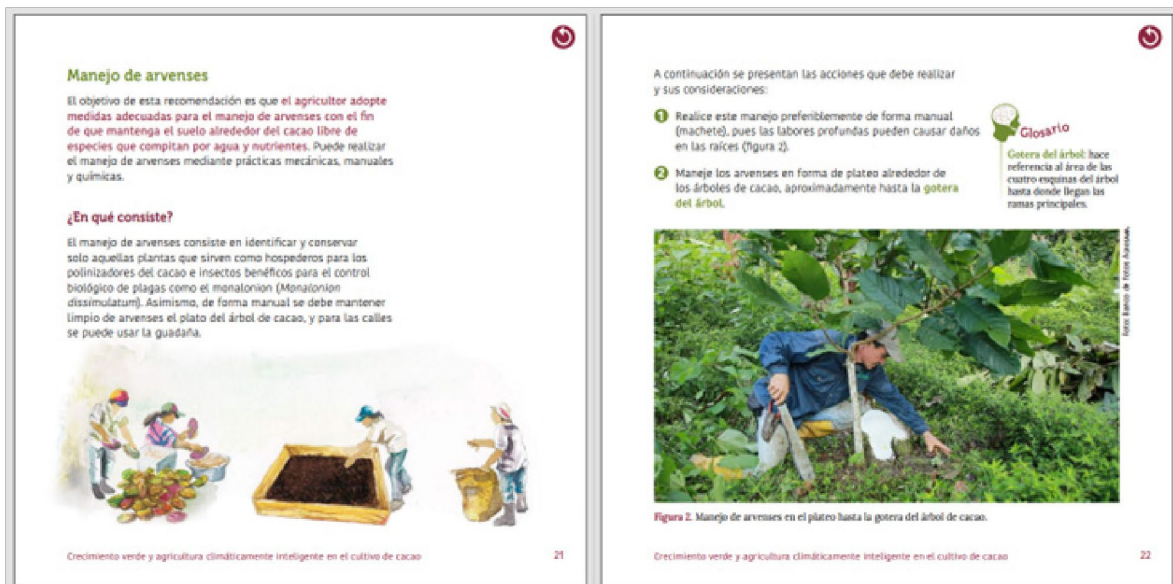 Manejo de arvenses
El objetivo de esta recomendación es que el agricultor adopte
medidas adecuadas para el manejo de arvenses con el fin
de que mantenga el suelo alrededor del cacao libre de
especies que compitan por agua y nutrientes. Puede realizar
el manejo de arvenses mediante prácticas mecánicas, manuales
y químicas.
¿En qué consiste?
El manejo de arvenses consiste en identificar y conservar
solo aquellas plantas que sirven como hospederos para los
polinizadores del cacao e insectos benéficos para el control
biológico de plagas como el monalonion (Monalonion
dissimulatum). Asimismo, de forma manual se debe mantener
limpio de arvenses el plato del árbol de cacao, y para las calles
se puede usar la guadaña.
Crecimiento verde y agricultura climáticamente inteligente en el cultivo de cacao
21
A continuación se presentan las acciones que debe realizar
y sus consideraciones:
1 Realice este manejo preferiblemente de forma manual
(machete), pues las labores profundas pueden causar daños
en las raíces (figura 2).
2 Maneje los arvenses en forma de plateo alrededor de
los árboles de cacao, aproximadamente hasta la gotera
del árbol.
Glosario
Gotera del árbol: hace
referencia al área de las
cuatro esquinas del árbol
hasta donde llegan las
ramas principales.
Foto: Banco de Fotos Agrosavia
Figura 2. Manejo de arvenses en el plateo hasta la gotera del árbol de cacao.
Crecimiento verde y agricultura climáticamente inteligente en el cultivo de cacao
22